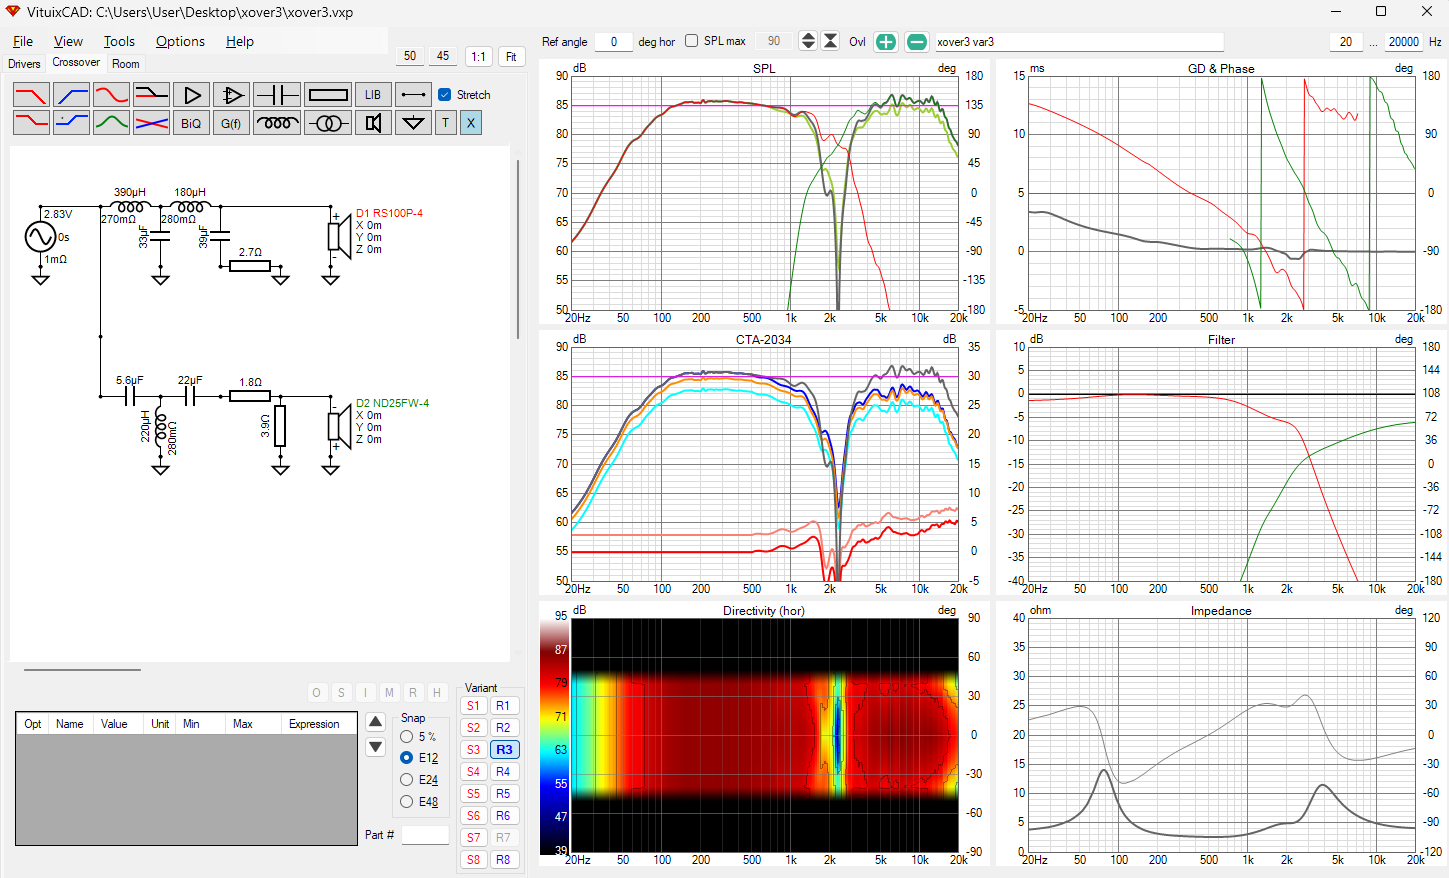 VituixCAD: C:\Users\User\Desktop\xover3\xover3.vxp
File View Tools Options Help
Drivers Crossover Room
50 45 1:1 Fit
Ref angle 0 deg hor SPL max 90 Ovl xover3 var3 20 ... 20000 Hz
LIB Stretch
BiQ G(f) T X
390µH 180µH
2.83V
270mΩ 280mΩ
0s 33µF 39µF
1mΩ
2.7Ω
+
-
D1 RS100P-4
X 0m
Y 0m
Z 0m
5.6µF 22µF 1.8Ω
220µH 280mΩ 3.9Ω
-
+
D2 ND25FW-4
X 0m
Y 0m
Z 0m
O S I M R H
Opt Name Value Unit Min Max Expression
Snap
5 %
E12
E24
E48
Part #
Variant
S1 R1
S2 R2
S3 R3
S4 R4
S5 R5
S6 R6
S7 R7
S8 R8
dB SPL deg
90 85 80 75 70 65 60 55 50
180 135 90 45 0 -45 -90 -135 -180
20Hz 50 100 200 500 1k 2k 5k 10k 20k
ms GD & Phase deg
15 10 5 0 -5
180 135 90 45 0 -45 -90 -135 -180
20Hz 50 100 200 500 1k 2k 5k 10k 20k
dB CTA-2034 dB
90 85 80 75 70 65 60 55 50
35 30 25 20 15 10 5 0 -5
20Hz 50 100 200 500 1k 2k 5k 10k 20k
dB Filter deg
10 5 0 -5 -10 -15 -20 -25 -30 -35 -40
180 144 108 72 36 0 -36 -72 -108 -144 -180
20Hz 50 100 200 500 1k 2k 5k 10k 20k
dB Directivity (hor) deg
95 87 79 71 63 55 47 39
90 60 30 0 -30 -60 -90
20Hz 50 100 200 500 1k 2k 5k 10k 20k
ohm Impedance deg
40 35 30 25 20 15 10 5 0
120 90 60 30 0 -30 -60 -90 -120
20Hz 50 100 200 500 1k 2k 5k 10k 20k